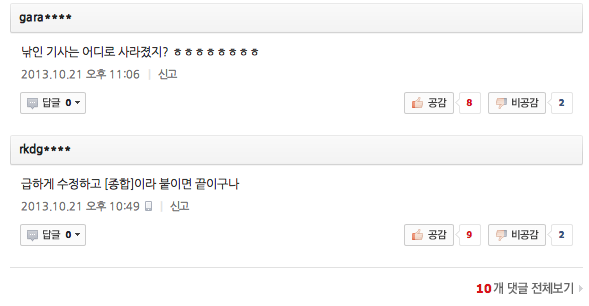 gara****
낚인 기사는 어디로 사라졌지? ㅎㅎㅎㅎㅎㅎㅎㅎ
2013.10.21 오후 11:06 | 신고
답글 0
공감 8 비공감 2
rkdg****
급하게 수정하고 [종합]이라 붙이면 끝이구나
2013.10.21 오후 10:49 | 신고
답글 0
공감 9 비공감 2
10개 댓글 전체보기